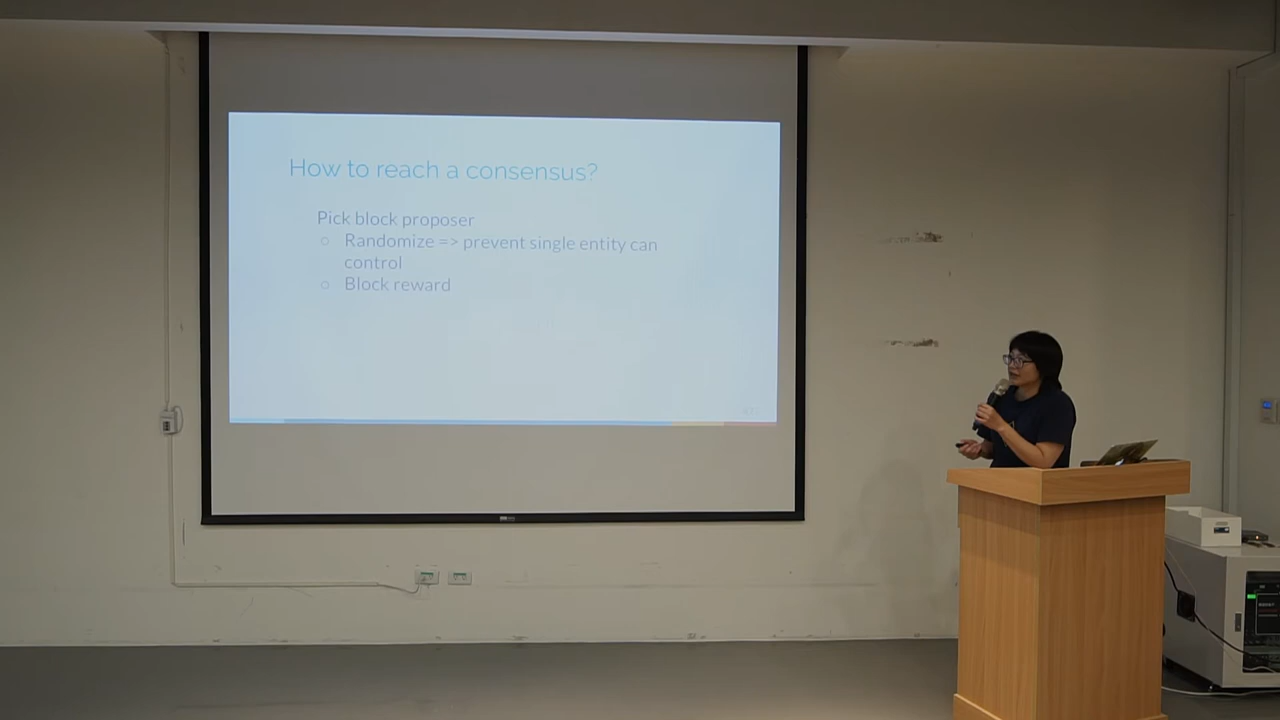 How to reach a consensus?
Pick block proposer
○ Randomize => prevent single entity can
control
○ Block reward